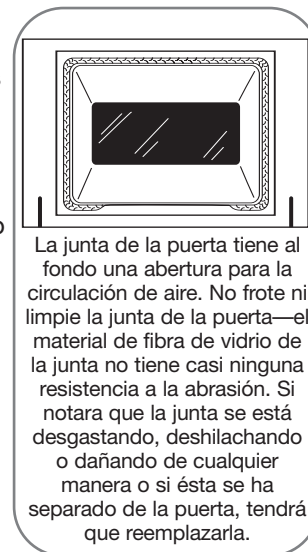 La junta de la puerta tiene al
fondo una abertura para la
circulación de aire. No frote ni
limpie la junta de la puerta—el
material de fibra de vidrio de
la junta no tiene casi ninguna
resistencia a la abrasión. Si
notara que la junta se está
desgastando, deshilachando
o dañando de cualquier
manera o si ésta se ha
separado de la puerta, tendrá
que reemplazarla.